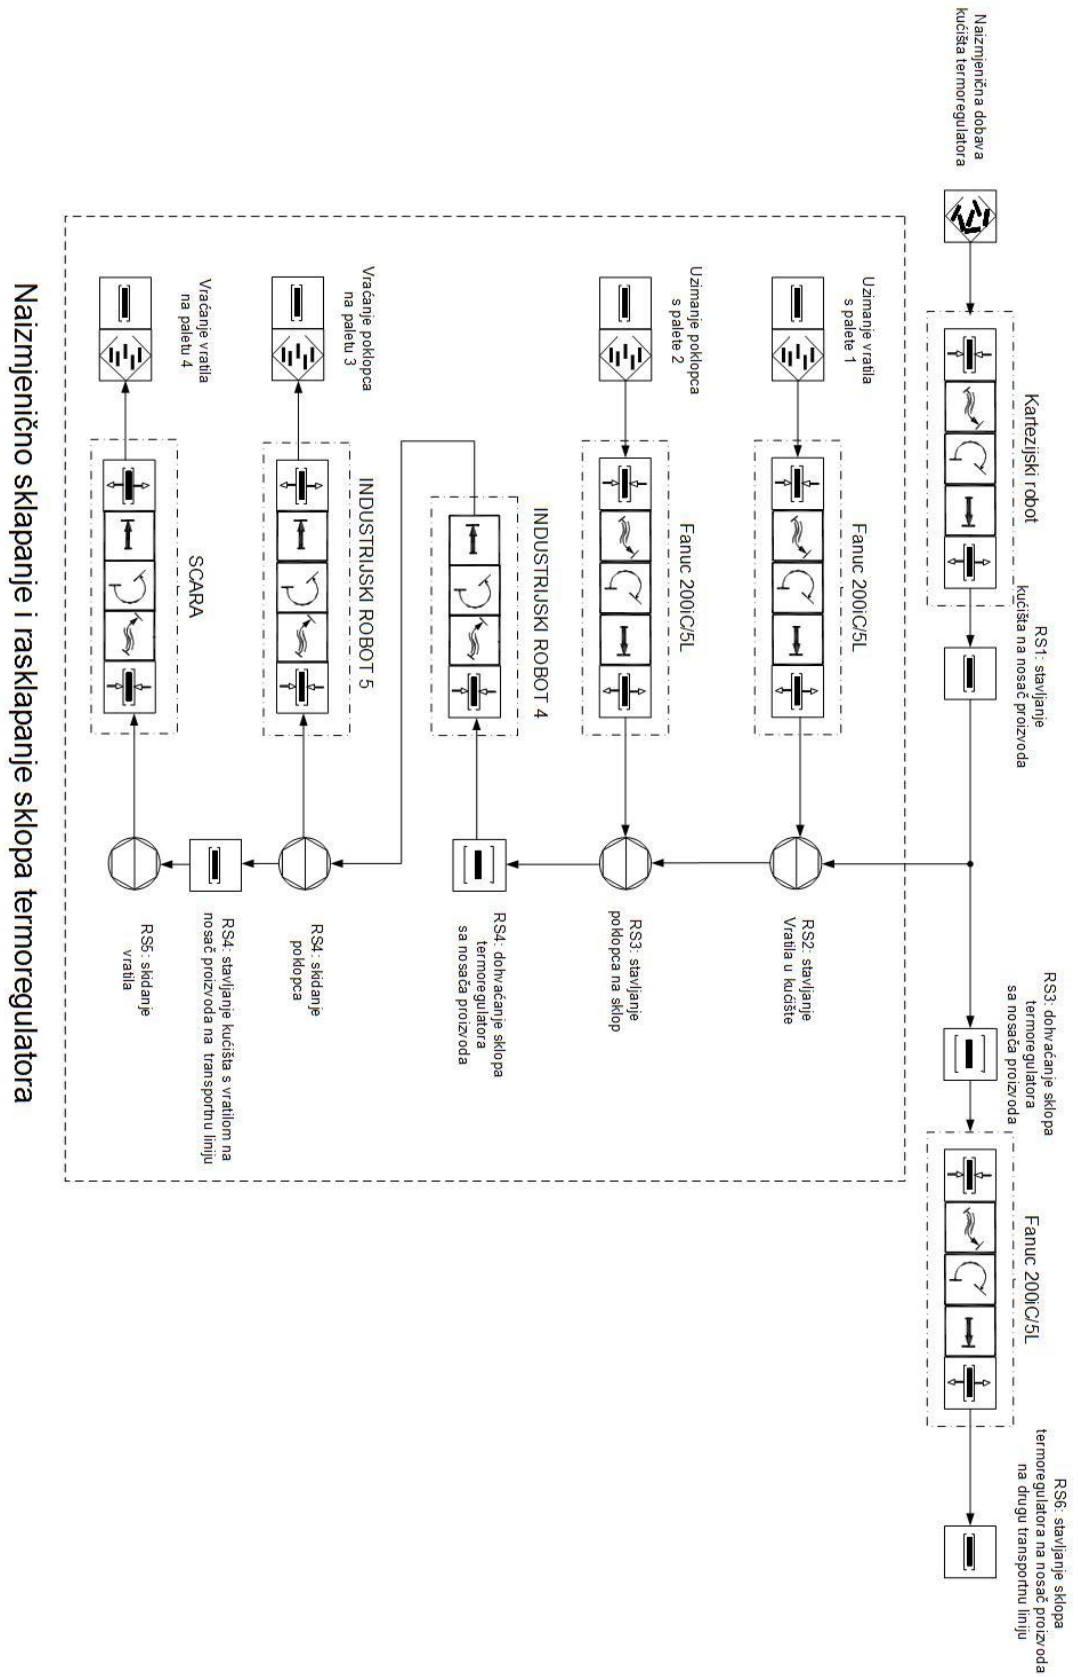 Naizmjenična dobava
kućišta termoregulatora
Kartezijski robot
RS1: stavljanje
kućišta na nosač proizvoda
RS3: dohvaćanje sklopa
termoregulatora
sa nosača proizvoda
Fanuc 200iC/5L
RS6: stavljanje sklopa
termoregulatora na nosač proizvoda
na drugu transportnu liniju
Uzimanje vratila
s palete 1
Fanuc 200iC/5L
RS2: stavljanje
Vratila u kućište
Uzimanje poklopca
s palete 2
Fanuc 200iC/5L
RS3: stavljanje
poklopca na sklop
INDUSTRIJSKI ROBOT 4
RS4: dohvaćanje sklopa
termoregulatora
sa nosača proizvoda
Vraćanje poklopca
na paletu 3
INDUSTRIJSKI ROBOT 5
RS4: skidanje
poklopca
RS4: stavljanje kućišta s vratilom na
nosač proizvoda na transportnu liniju
Vraćanje vratila
na paletu 4
SCARA
RS5: skidanje
vratila
Naizmjenično sklapanje i rasklapanje sklopa termoregulatora